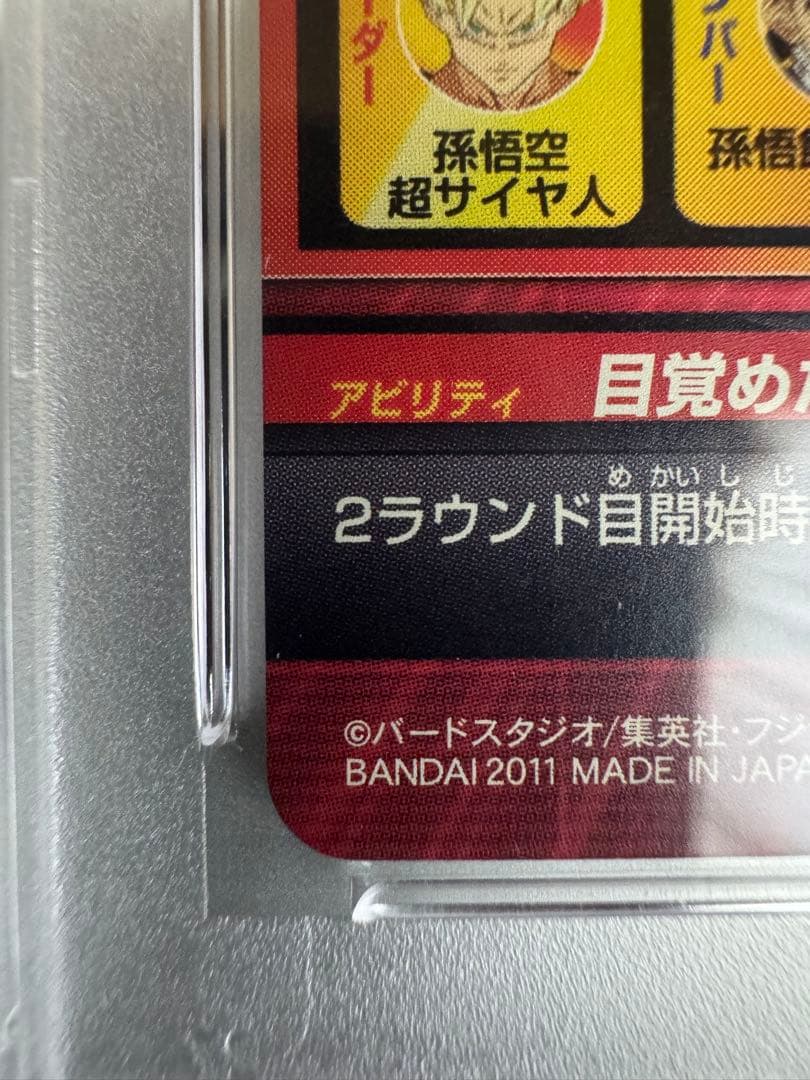 ーダー
バー
孫悟空
超サイヤ人
孫悟
アビリティ
目覚めた
め かいし じ
2ラウンド目開始時
©バードスタジオ/集英社・フジ
BANDAI 2011 MADE IN JAPA